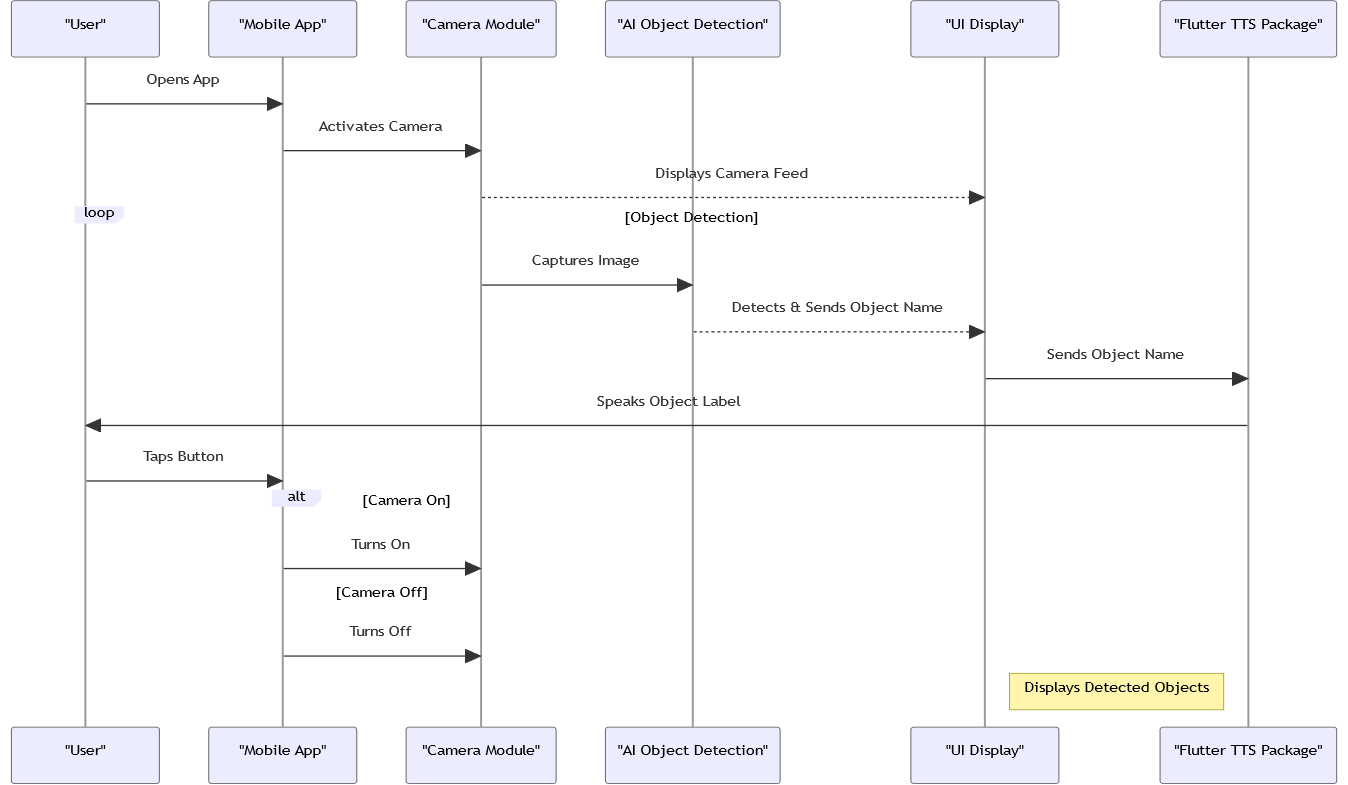 "User"
"Mobile App"
"Camera Module"
"AI Object Detection"
"UI Display"
"Flutter TTS Package"
Opens App
Activates Camera
Displays Camera Feed
loop
[Object Detection]
Captures Image
Detects & Sends Object Name
Sends Object Name
Speaks Object Label
Taps Button
alt
[Camera On]
Turns On
[Camera Off]
Turns Off
Displays Detected Objects
"User"
"Mobile App"
"Camera Module"
"AI Object Detection"
"UI Display"
"Flutter TTS Package"